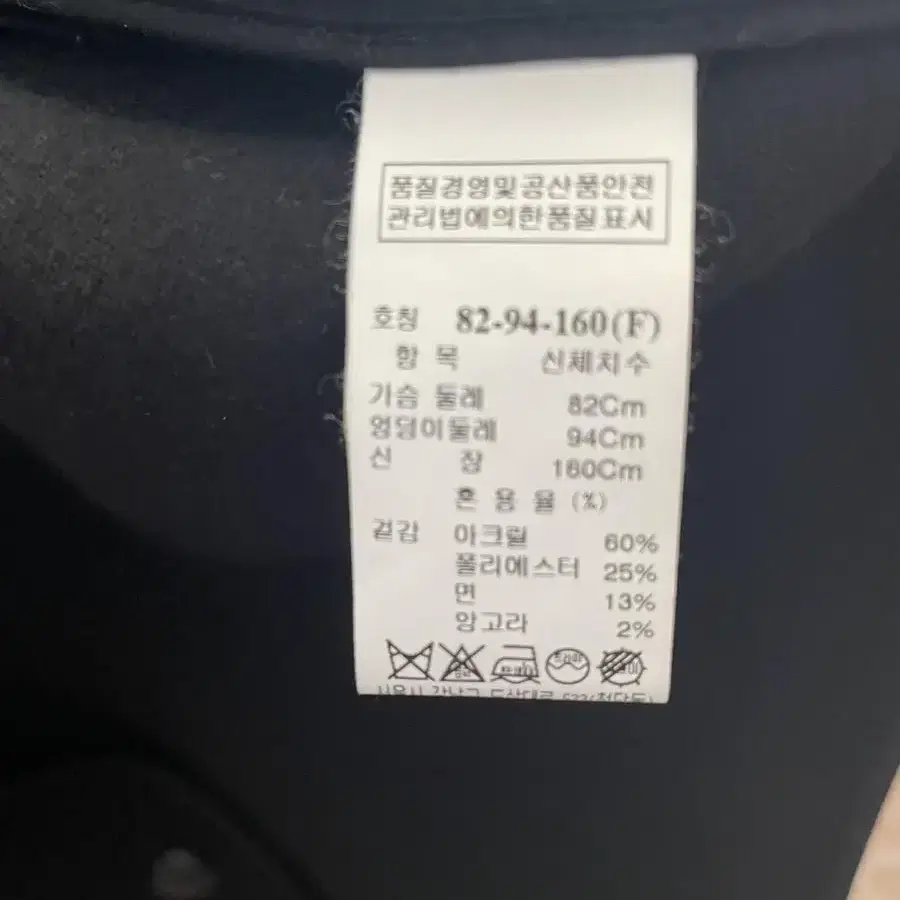 품질경영및공산품안전
관리법에의한품질표시
호칭 82-94-160(F)
항 목 신체치수
가슴 둘레 82Cm
엉덩이둘레 94Cm
신 장 160Cm
혼 용 율 (%)
겉감 아크릴 60%
폴리에스터 25%
면 13%
앙고라 2%
드라이